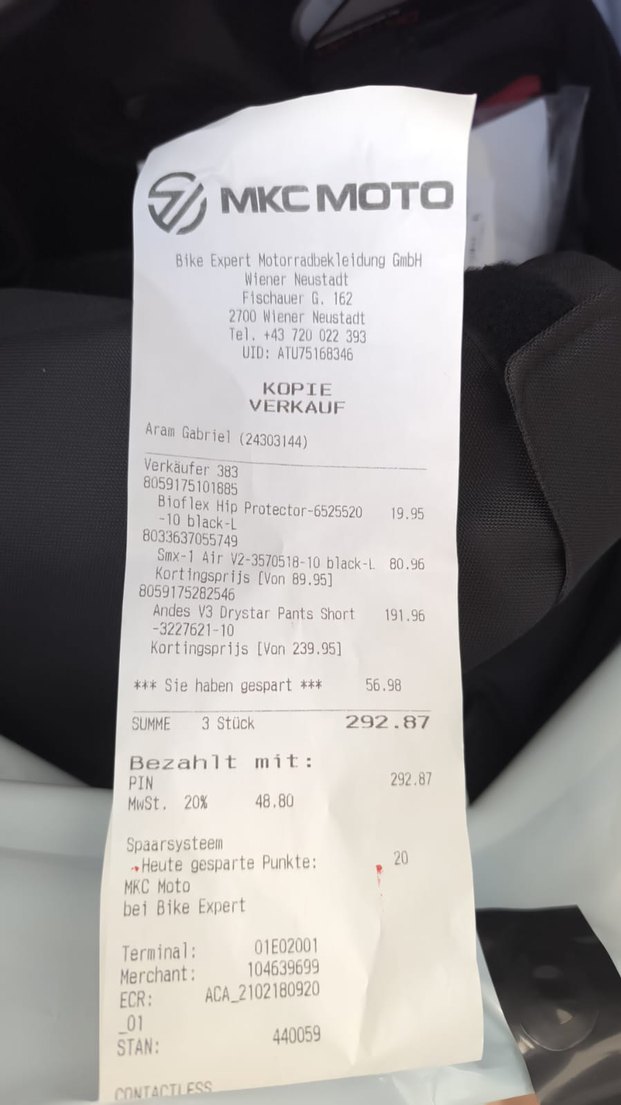 MKC MOTO
Bike Expert Motorradbekleidung GmbH
Wiener Neustadt
Fischauer G. 162
2700 Wiener Neustadt
Tel. +43 720 022 393
UID: ATU75168346
KOPIE
VERKAUF
Aram Gabriel (24303144)
Verkäufer 383
8059175101885
Bioflex Hip Protector-6525520 19.95
-10 black-L
8033637055749
Smx-1 Air V2-3570518-10 black-L 80.96
Kortingsprijs [Von 89.95]
8059175282546
Andes V3 Drystar Pants Short 191.96
-3227621-10
Kortingsprijs [Von 239.95]
*** Sie haben gespart *** 56.98
SUMME 3 Stück 292.87
Bezahlt mit:
PIN 292.87
MwSt. 20% 48.80
Spaarsysteem
Heute gesparte Punkte: 20
MKC Moto
bei Bike Expert
Terminal: 01E02001
Merchant: 104639699
ECR: ACA_2102180920
_01
STAN: 440059
CONTACTLESS